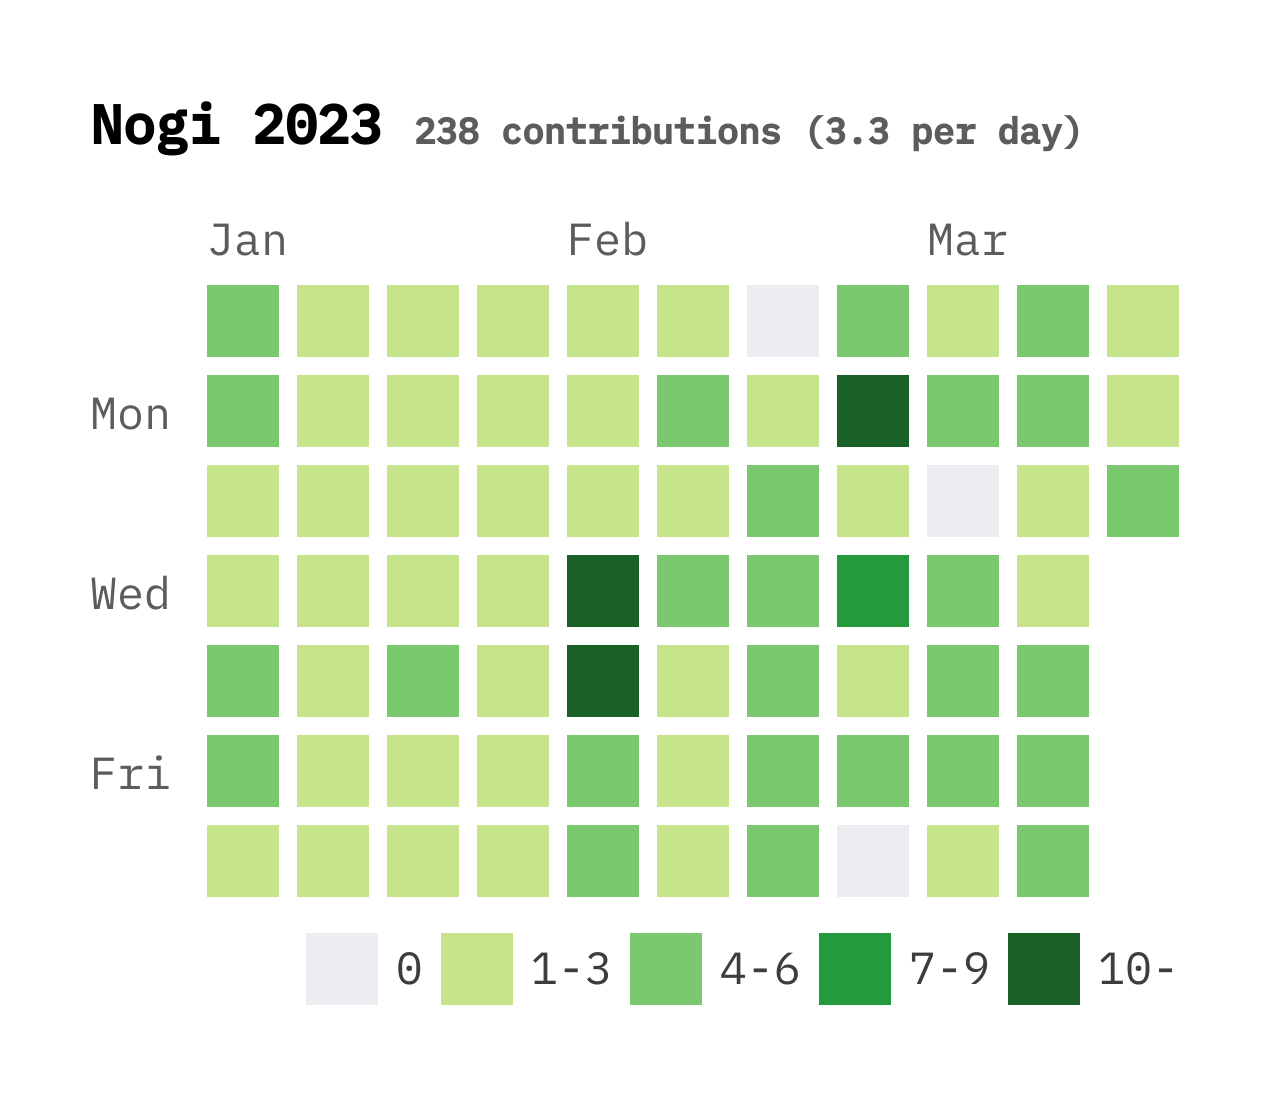 Nogi 2023 238 contributions (3.3 per day)
Jan Feb Mar
Mon
Wed
Fri
0 1-3 4-6 7-9 10-